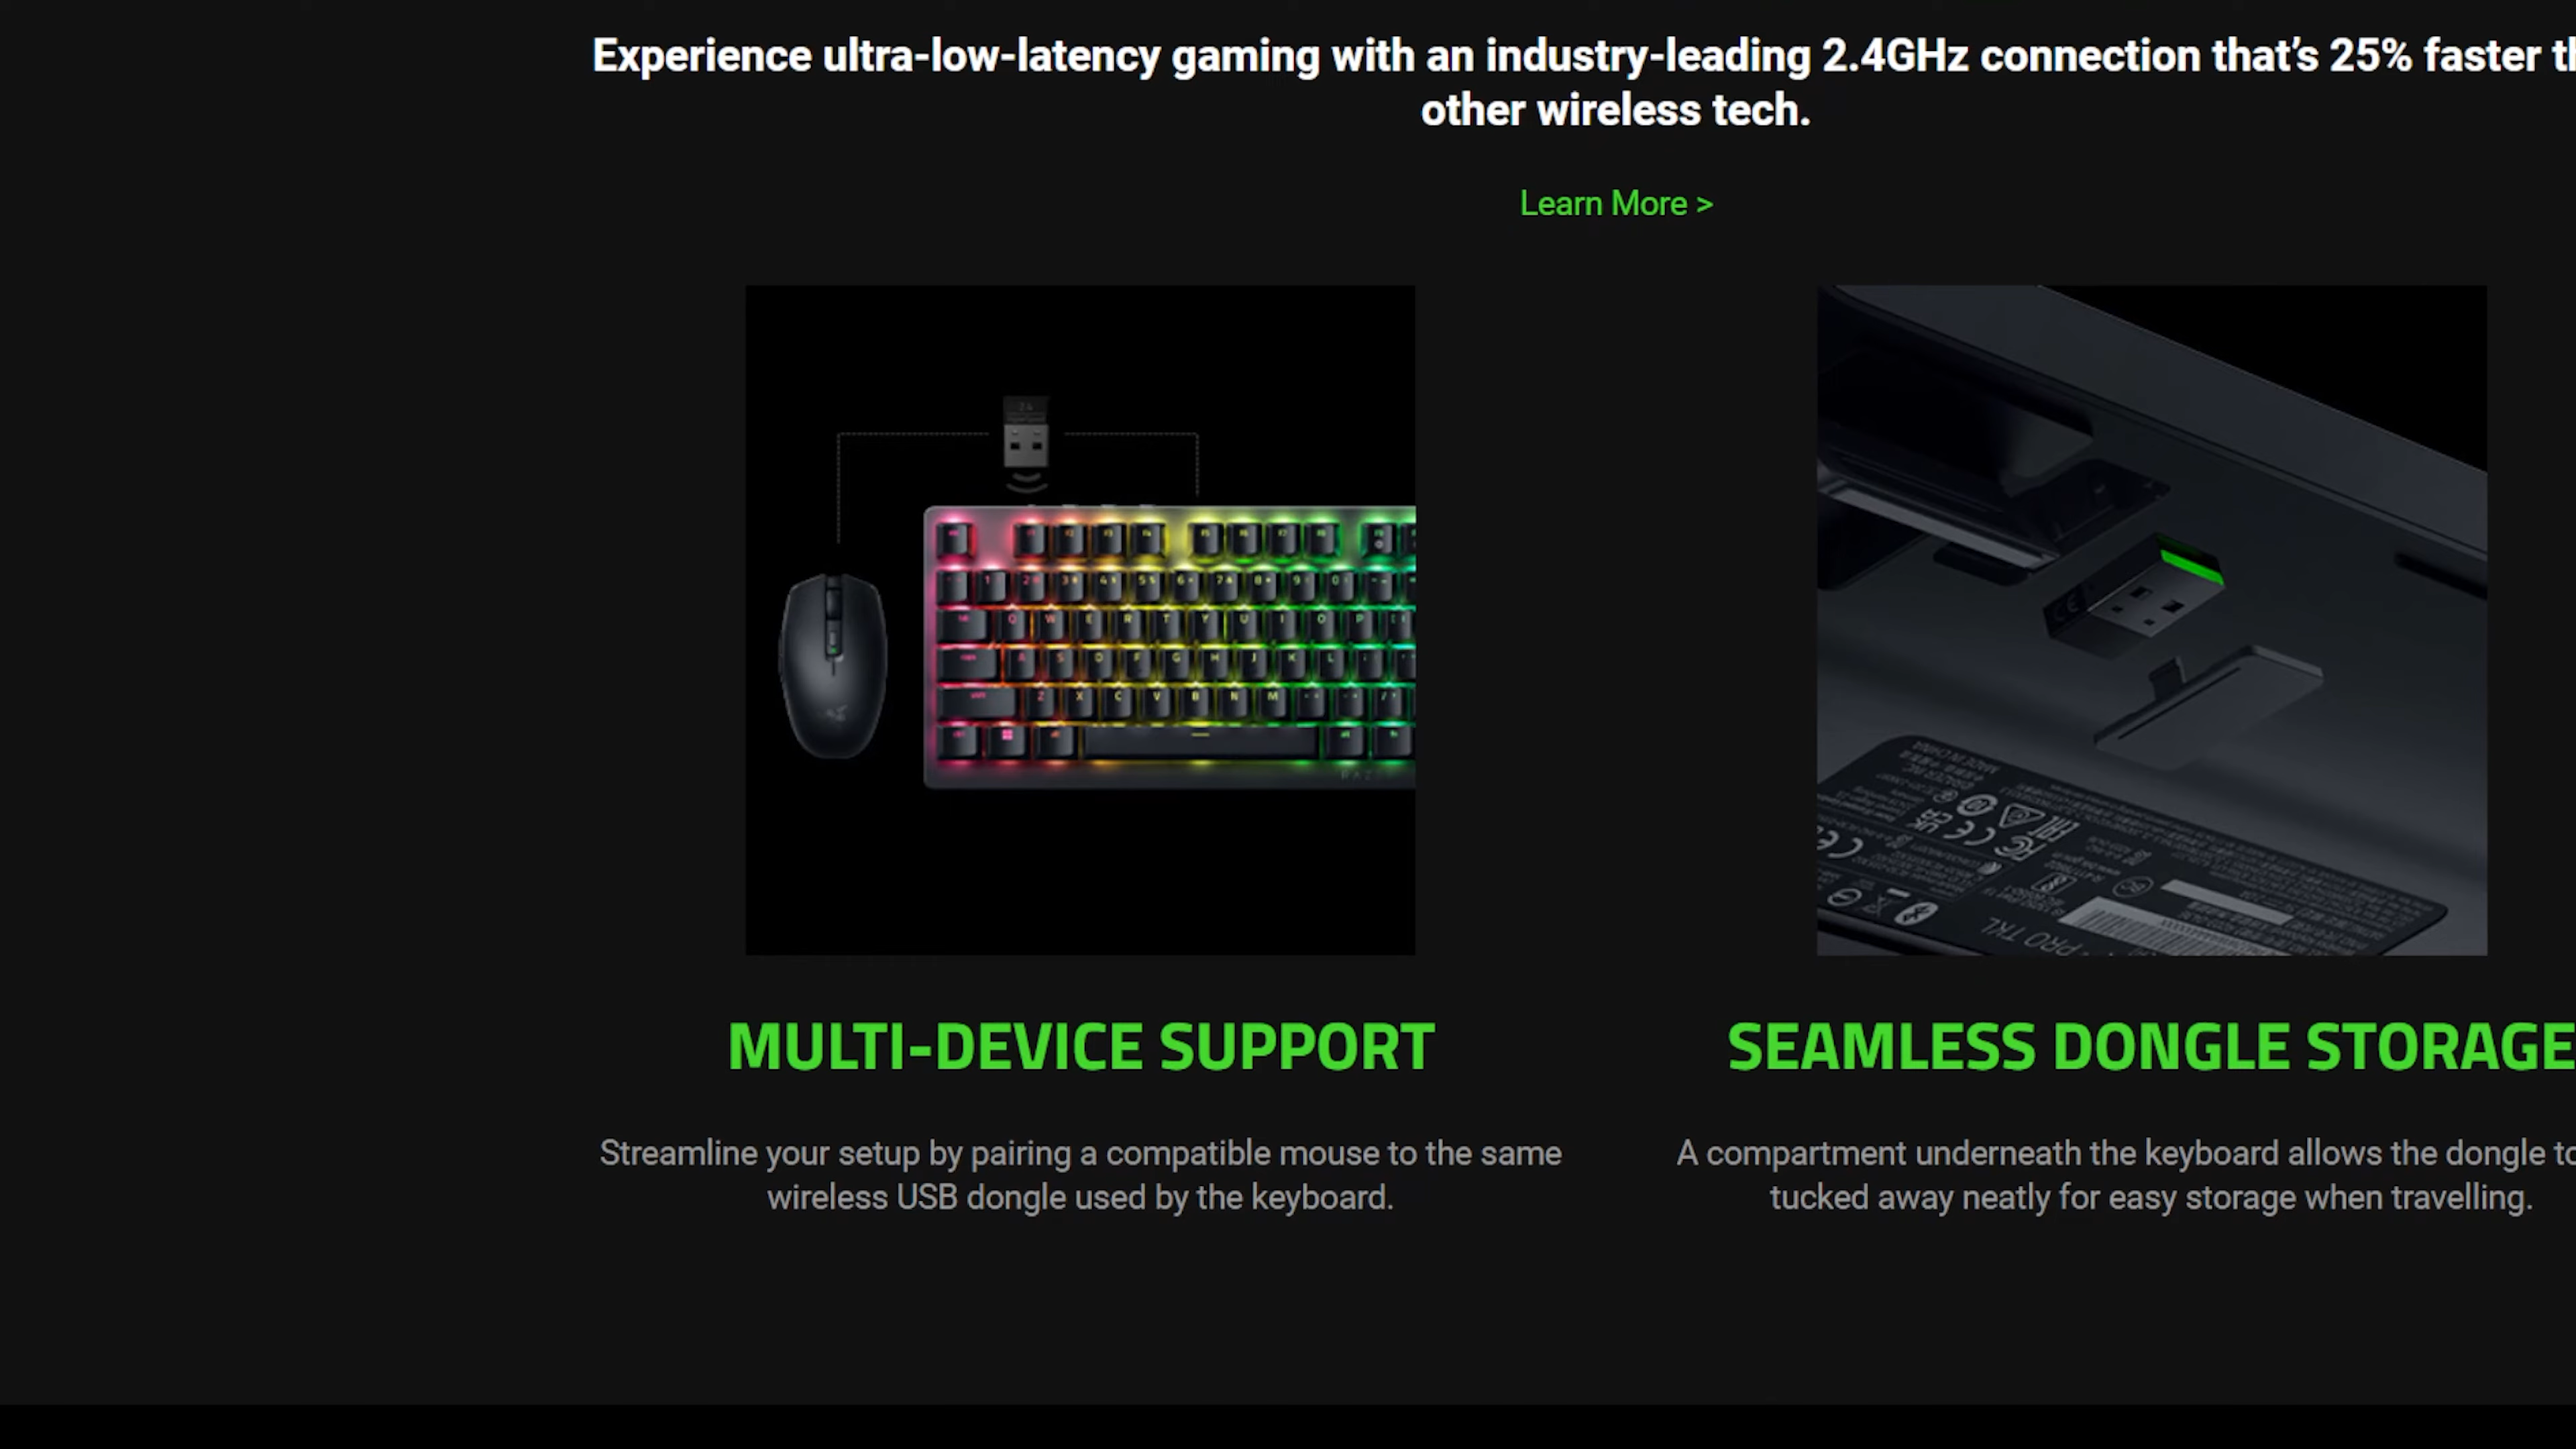 Experience ultra-low-latency gaming with an industry-leading 2.4GHz connection that's 25% faster
other wireless tech.
Learn More >
MULTI-DEVICE SUPPORT
SEAMLESS DONGLE STORAGE
Streamline your setup by pairing a compatible mouse to the same
wireless USB dongle used by the keyboard.
A compartment underneath the keyboard allows the dongle to
tucked away neatly for easy storage when travelling.
PRO TKL